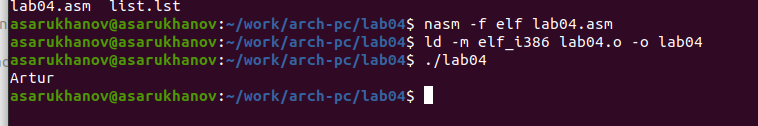 lab04.asm  list.lst
asarukhanov@asarukhanov:~/work/arch-pc/lab04$ nasm -f elf lab04.asm
asarukhanov@asarukhanov:~/work/arch-pc/lab04$ ld -m elf_i386 lab04.o -o lab04
asarukhanov@asarukhanov:~/work/arch-pc/lab04$ ./lab04
Artur
asarukhanov@asarukhanov:~/work/arch-pc/lab04$